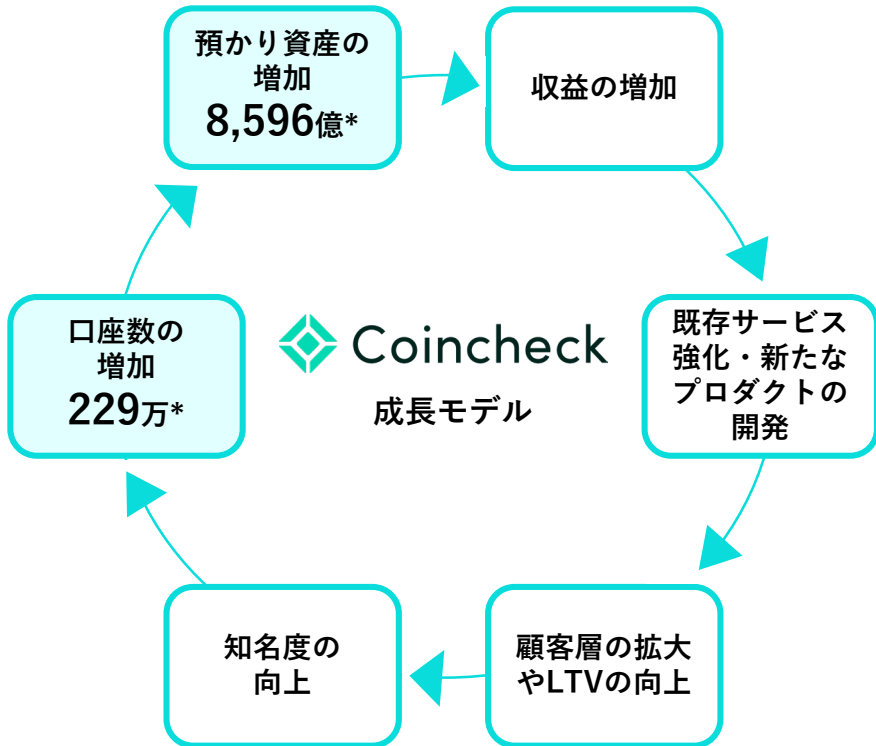 預かり資産の
増加
8,596億*
収益の増加
口座数の
増加
229万*
Coincheck
成長モデル
既存サービス
強化・新たな
プロダクトの
開発
知名度の
向上
顧客層の拡大
やLTVの向上